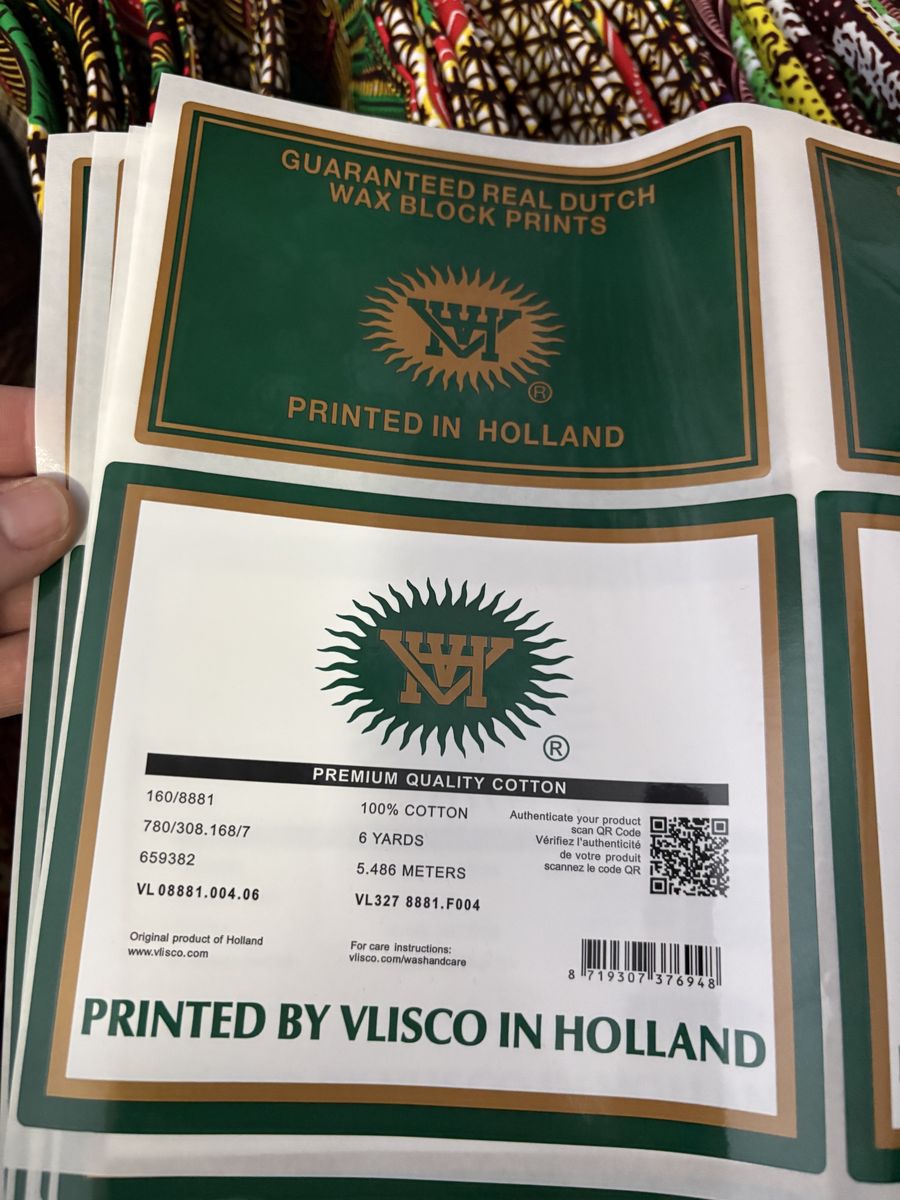 GUARANTEED REAL DUTCH
WAX BLOCK PRINTS
VH
®
PRINTED IN HOLLAND
VH
®
PREMIUM QUALITY COTTON
160/8881
780/308.168/7
659382
VL08881.004.06
100% COTTON
6 YARDS
5.486 METERS
VL327 8881.F004
Authenticate your product
scan QR Code
Vérifiez l'authenticité
de votre produit
scannez le code QR
Original product of Holland
www.vlisco.com
For care instructions:
vlisco.com/washandcare
8 719307 376948
PRINTED BY VLISCO IN HOLLAND